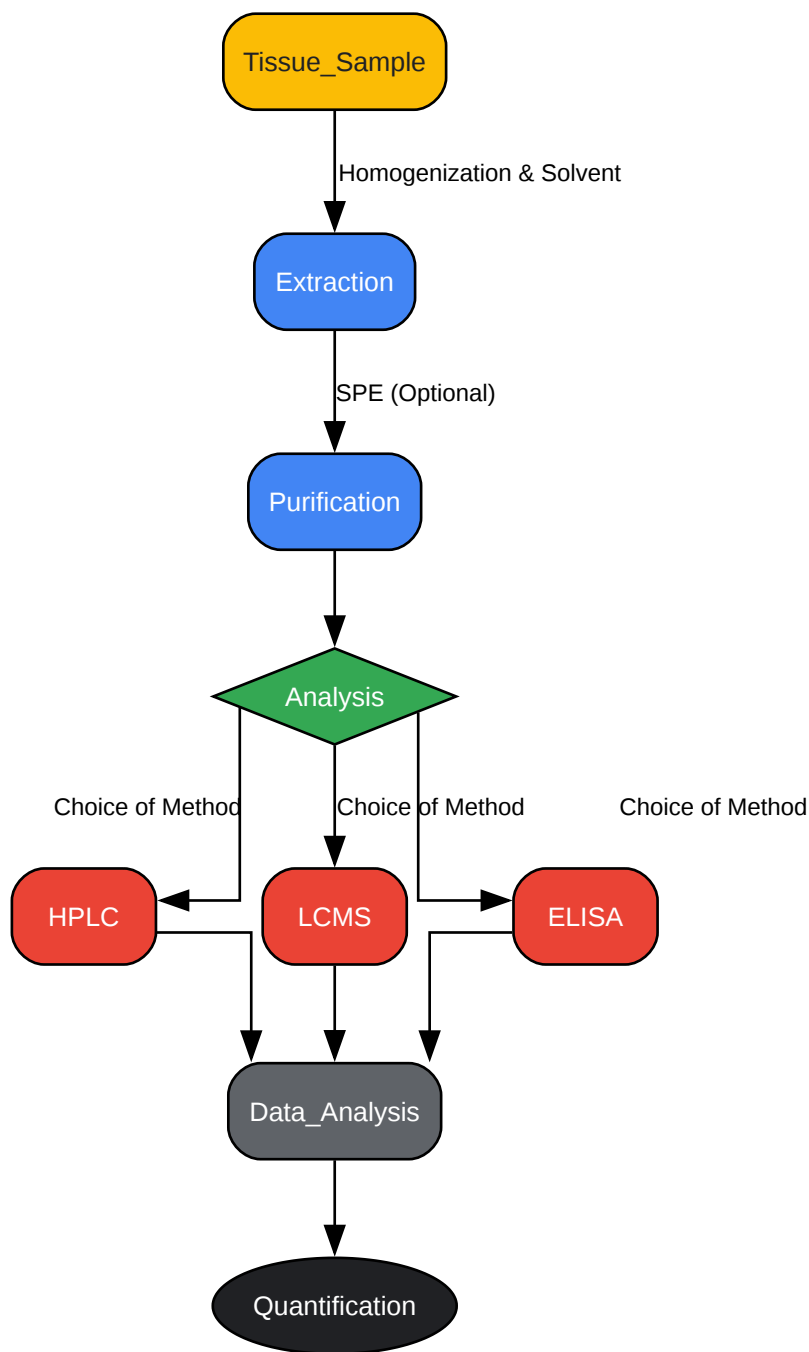 Tissue_Sample
Homogenization & Solvent
Extraction
SPE (Optional)
Purification
Analysis
Choice of Method
Choice of Method
Choice of Method
HPLC
LCMS
ELISA
Data_Analysis
Quantification